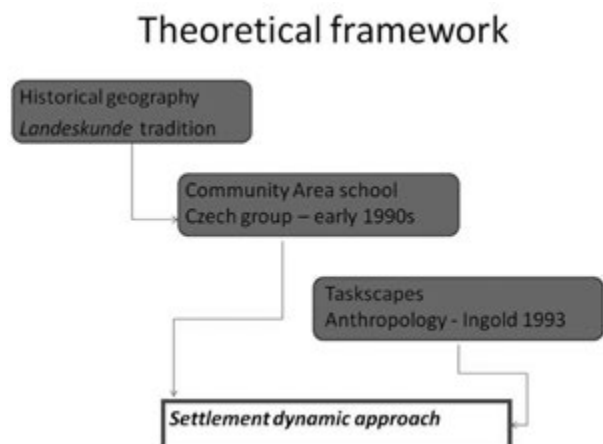 Theoretical framework
Historical geography
Landeskunde tradition
Community Area school
Czech group – early 1990s
Taskscapes
Anthropology - Ingold 1993
Settlement dynamic approach